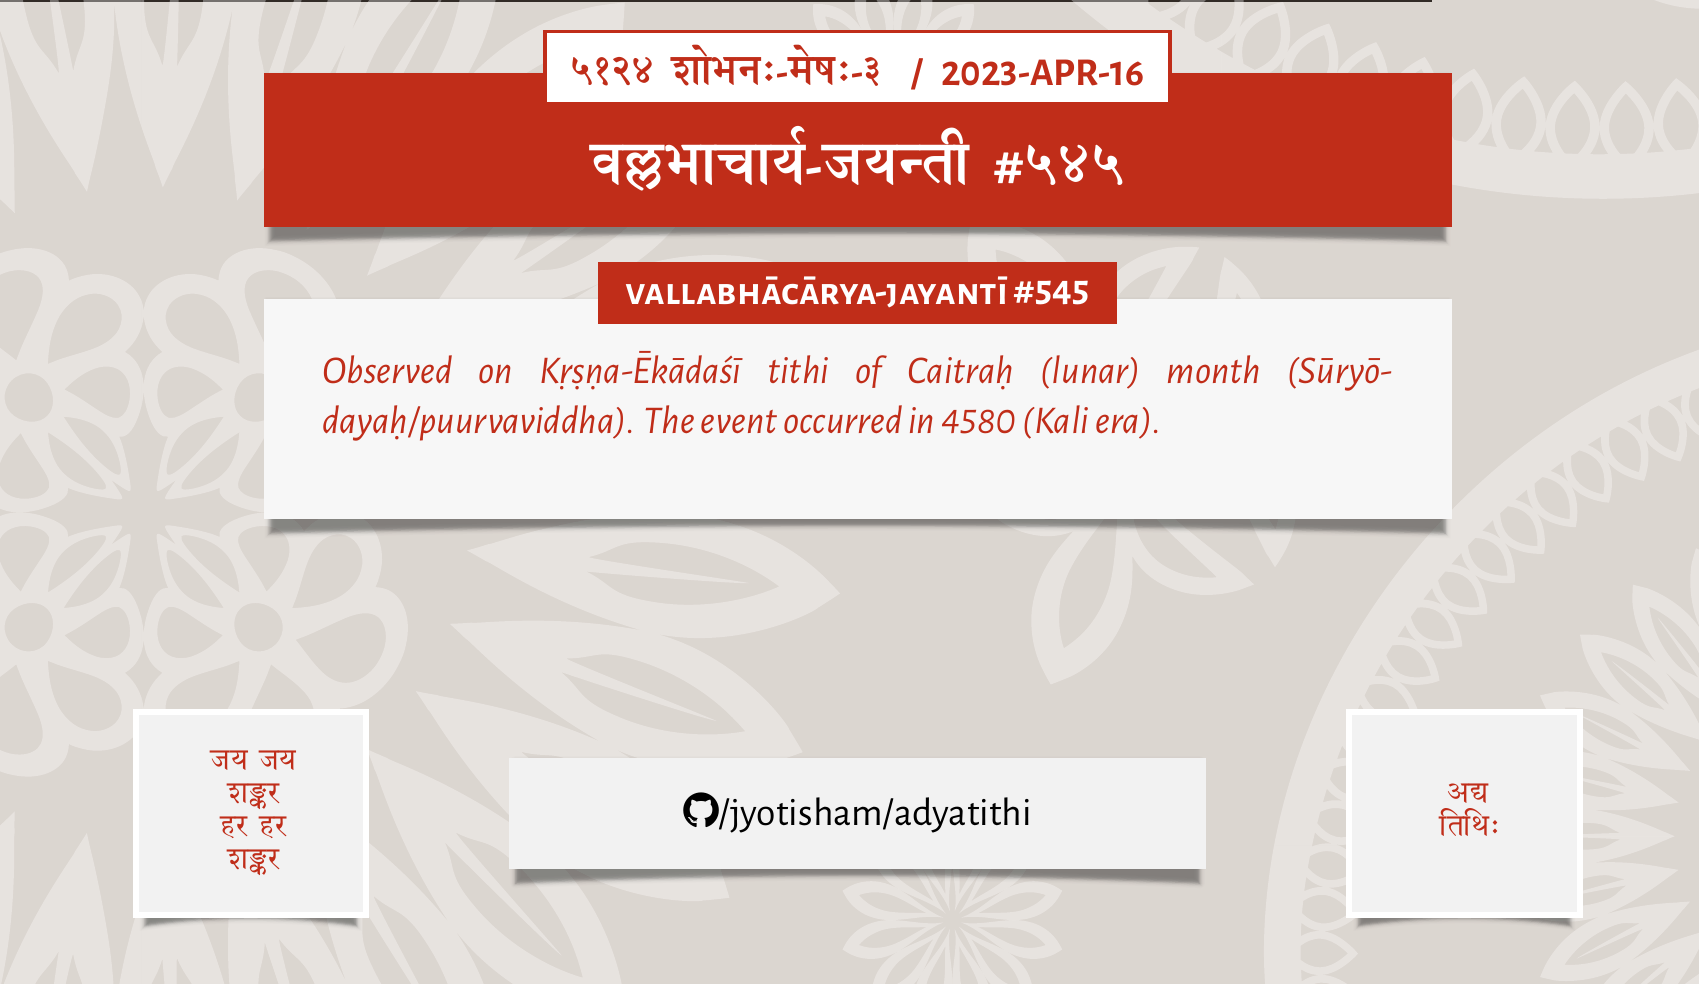 ५१२४ शोभनः-मेषः-३ / 2023-APR-16
वल्लभाचार्य-जयन्ती #५४५
VALLABHĀCĀRYA-JAYANTĪ #545
Observed on Kṛṣṇa-Ēkādaśī tithi of Caitraḥ (lunar) month (Sūryō-
dayaḥ/puurvaviddha). The event occurred in 4580 (Kali era).
जय जय
शङ्कर
हर हर
शङ्कर
/jyotisham/adyatithi
अद्य
तिथिः